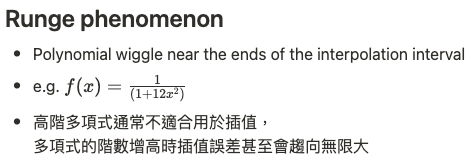 Runge phenomenon
• Polynomial wiggle near the ends of the interpolation interval
• e.g. f(x) = 1/(1+12x²)
• 高階多項式通常不適合用於插值，
多項式的階數增高時插值誤差甚至會趨向無限大